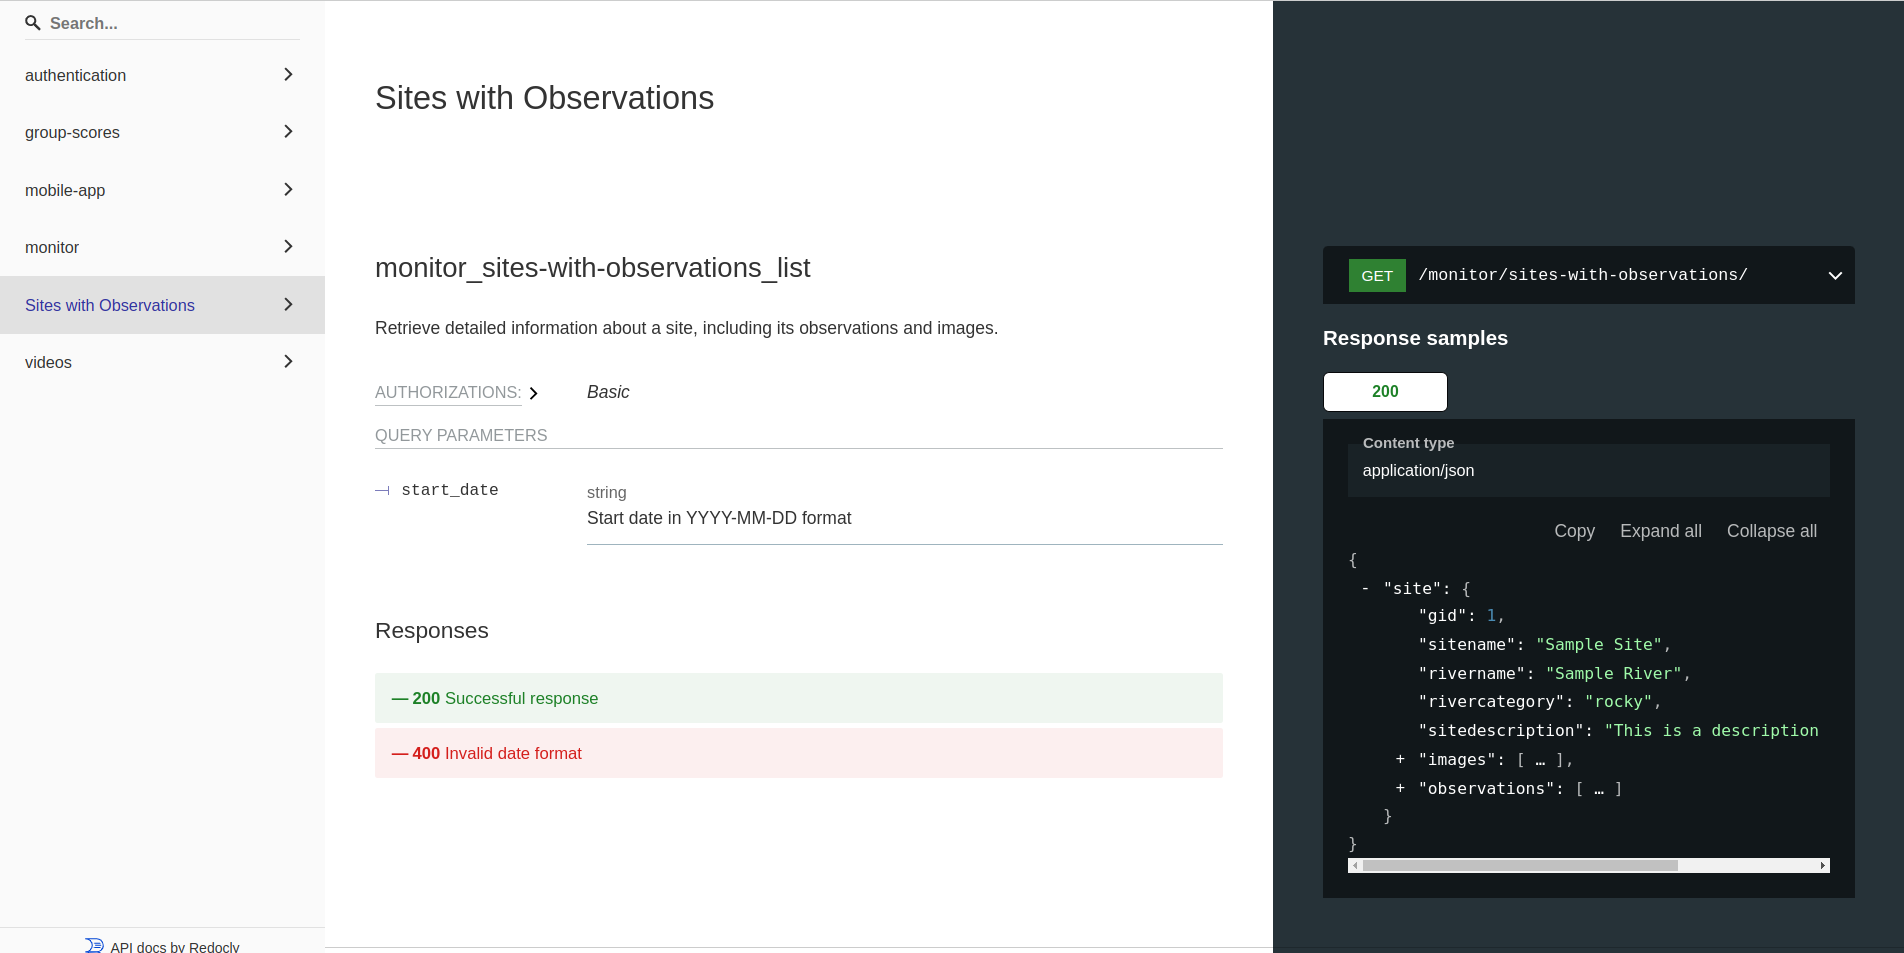 Search...
authentication
group-scores
mobile-app
monitor
Sites with Observations
videos
API docs by Redocly
Sites with Observations
monitor_sites-with-observations_list
Retrieve detailed information about a site, including its observations and images.
AUTHORIZATIONS: Basic
QUERY PARAMETERS
start_date
string
Start date in YYYY-MM-DD format
Responses
— 200 Successful response
— 400 Invalid date format
GET /monitor/sites-with-observations/
Response samples
200
Content type
application/json
Copy Expand all Collapse all
{
- "site": {
"gid": 1,
"sitename": "Sample Site",
"rivername": "Sample River",
"rivercategory": "rocky",
"sitedescription": "This is a description
+ "images": [ … ],
+ "observations": [ … ]
}
}